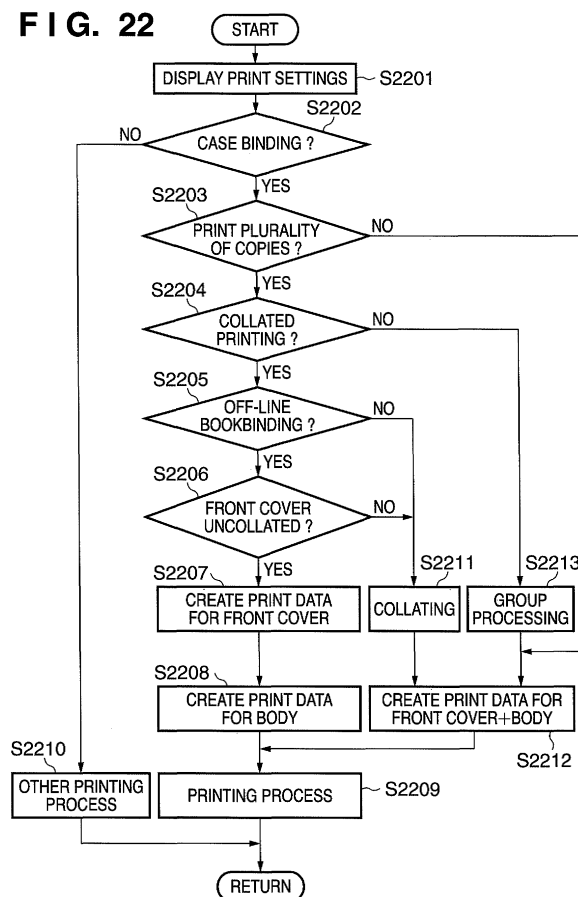 FIG. 22
START
DISPLAY PRINT SETTINGS
S2201
S2202
NO
CASE BINDING ?
YES
S2203
NO
PRINT PLURALITY
OF COPIES ?
YES
S2204
NO
COLLATED
PRINTING ?
YES
S2205
NO
OFF-LINE
BOOKBINDING ?
YES
S2206
NO
FRONT COVER
UNCOLLATED ?
YES
S2207
S2211
S2213
CREATE PRINT DATA
FOR FRONT COVER
COLLATING
GROUP
PROCESSING
S2208
CREATE PRINT DATA
FOR BODY
CREATE PRINT DATA FOR
FRONT COVER+BODY
S2212
S2210
OTHER PRINTING
PROCESS
PRINTING PROCESS
S2209
RETURN